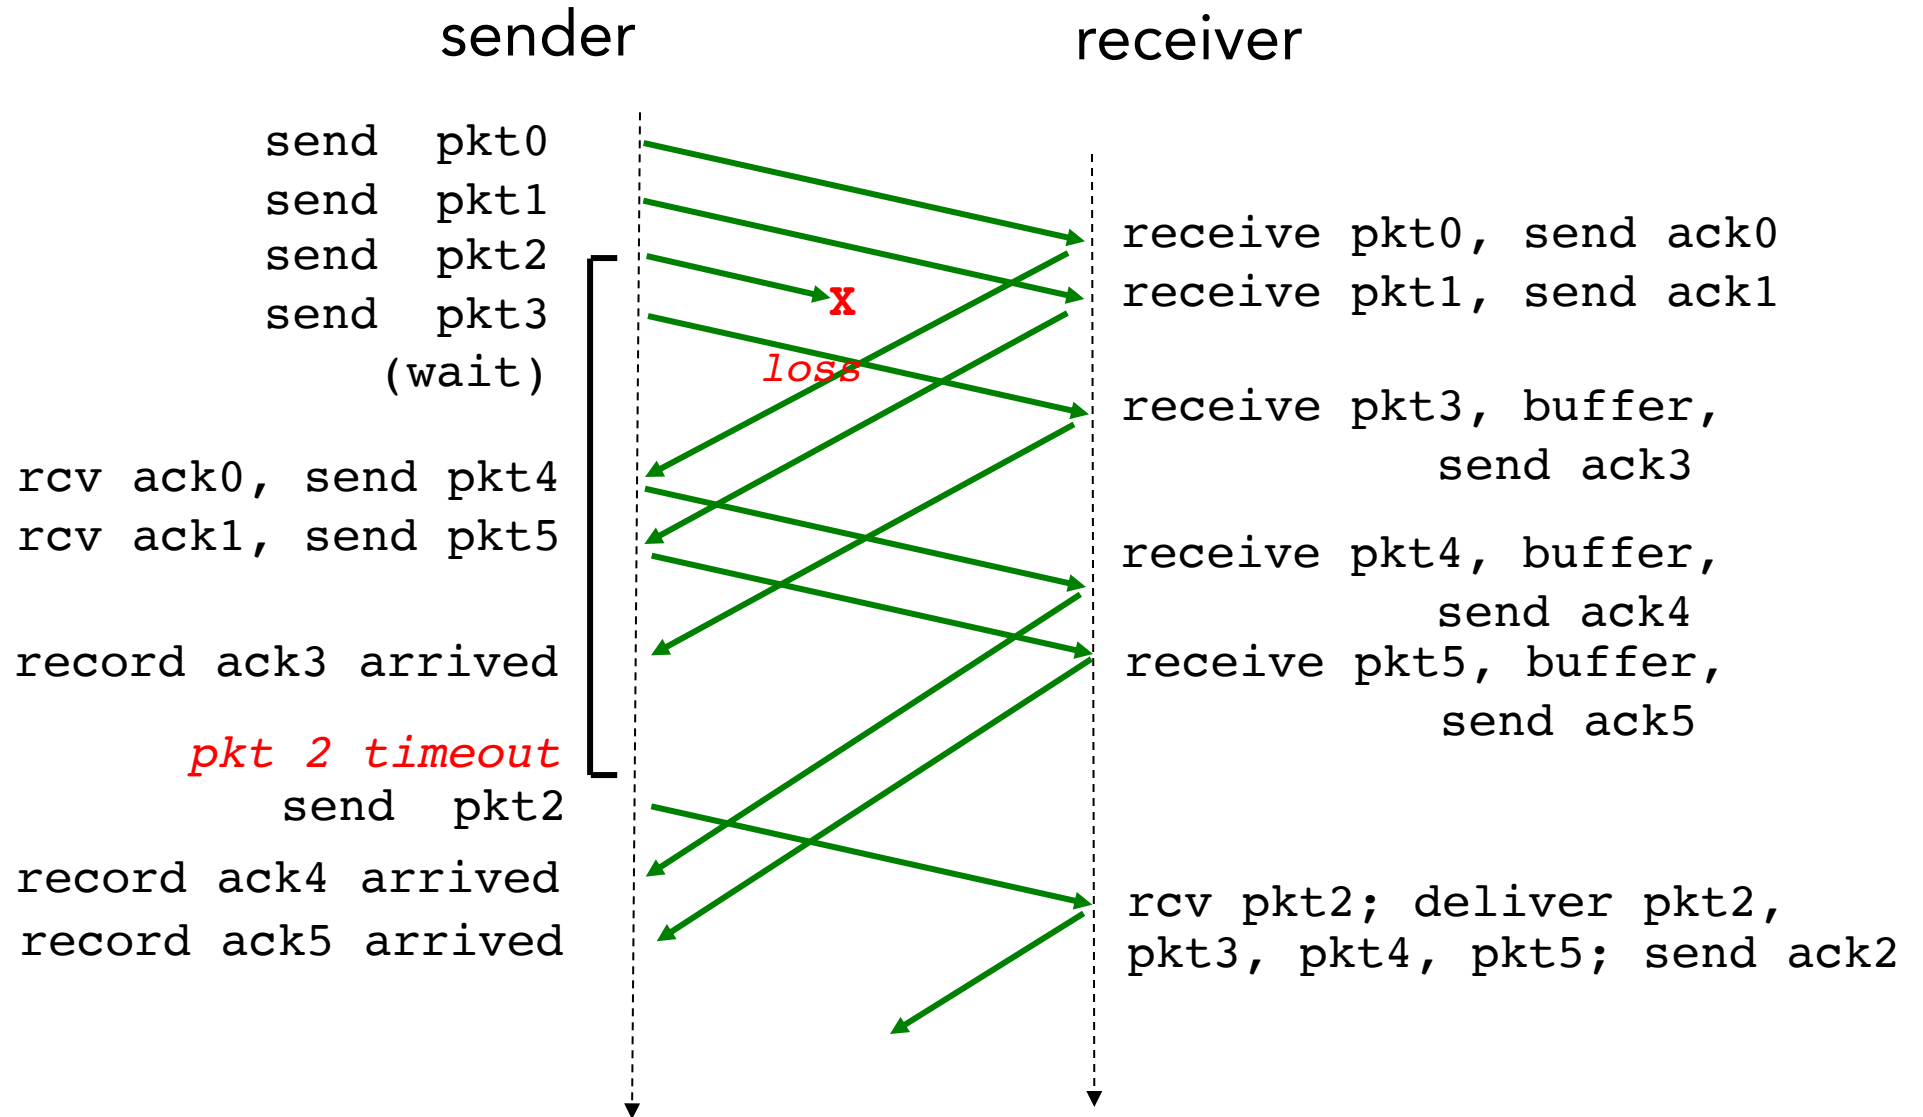 sender
receiver
send pkt0
send pkt1
send pkt2
send pkt3
(wait)
rcv ack0, send pkt4
rcv ack1, send pkt5
record ack3 arrived
pkt 2 timeout
send pkt2
record ack4 arrived
record ack5 arrived
x
loss
receive pkt0, send ack0
receive pkt1, send ack1
receive pkt3, buffer,
send ack3
receive pkt4, buffer,
send ack4
receive pkt5, buffer,
send ack5
rcv pkt2; deliver pkt2,
pkt3, pkt4, pkt5; send ack2